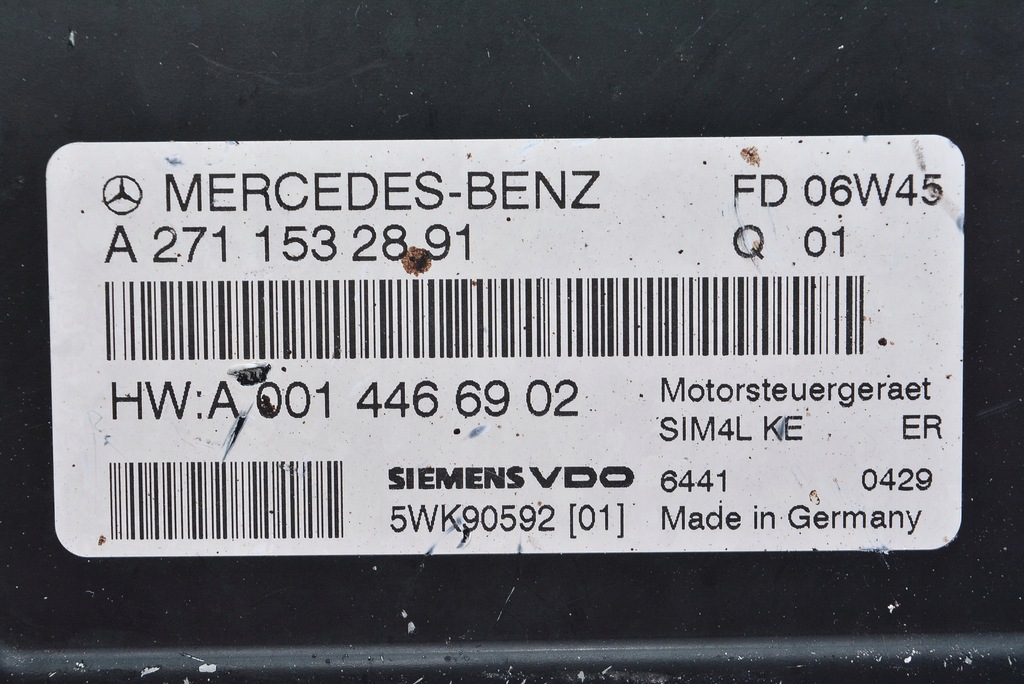 MERCEDES-BENZ FD 06W45
A 271 153 28 91 Q 01
HW:A 001 446 69 02
Motorsteuergeraet
SIM4L KE ER
SIEMENS VDO 6441 0429
5WK90592 [01] Made in Germany